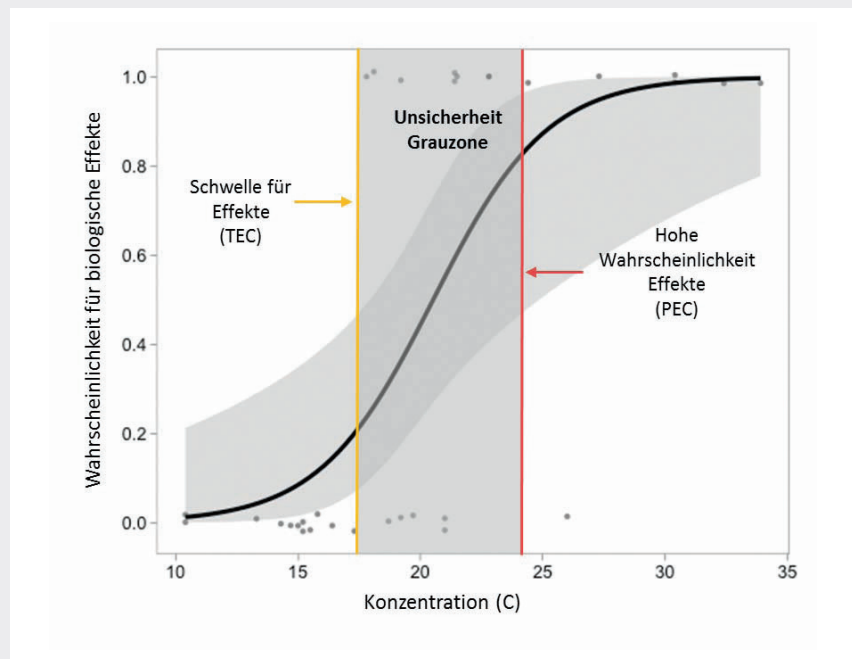 Wahrscheinlichkeit für biologische Effekte
1.0
0.8
0.6
0.4
0.2
0.0
Unsicherheit
Grauzone
Schwelle für
Effekte
(TEC)
Hohe
Wahrscheinlichkeit
Effekte
(PEC)
10
15
20
25
30
35
Konzentration (C)